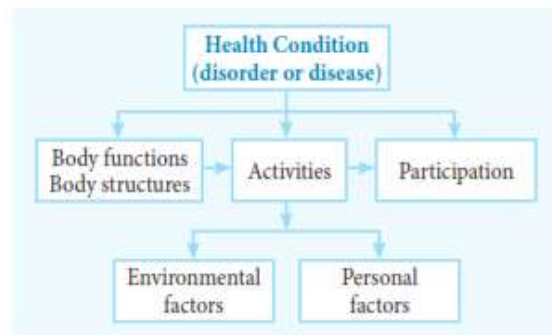 Health Condition
(disorder or disease)
Body functions
Body structures
Activities
Participation
Environmental
factors
Personal
factors